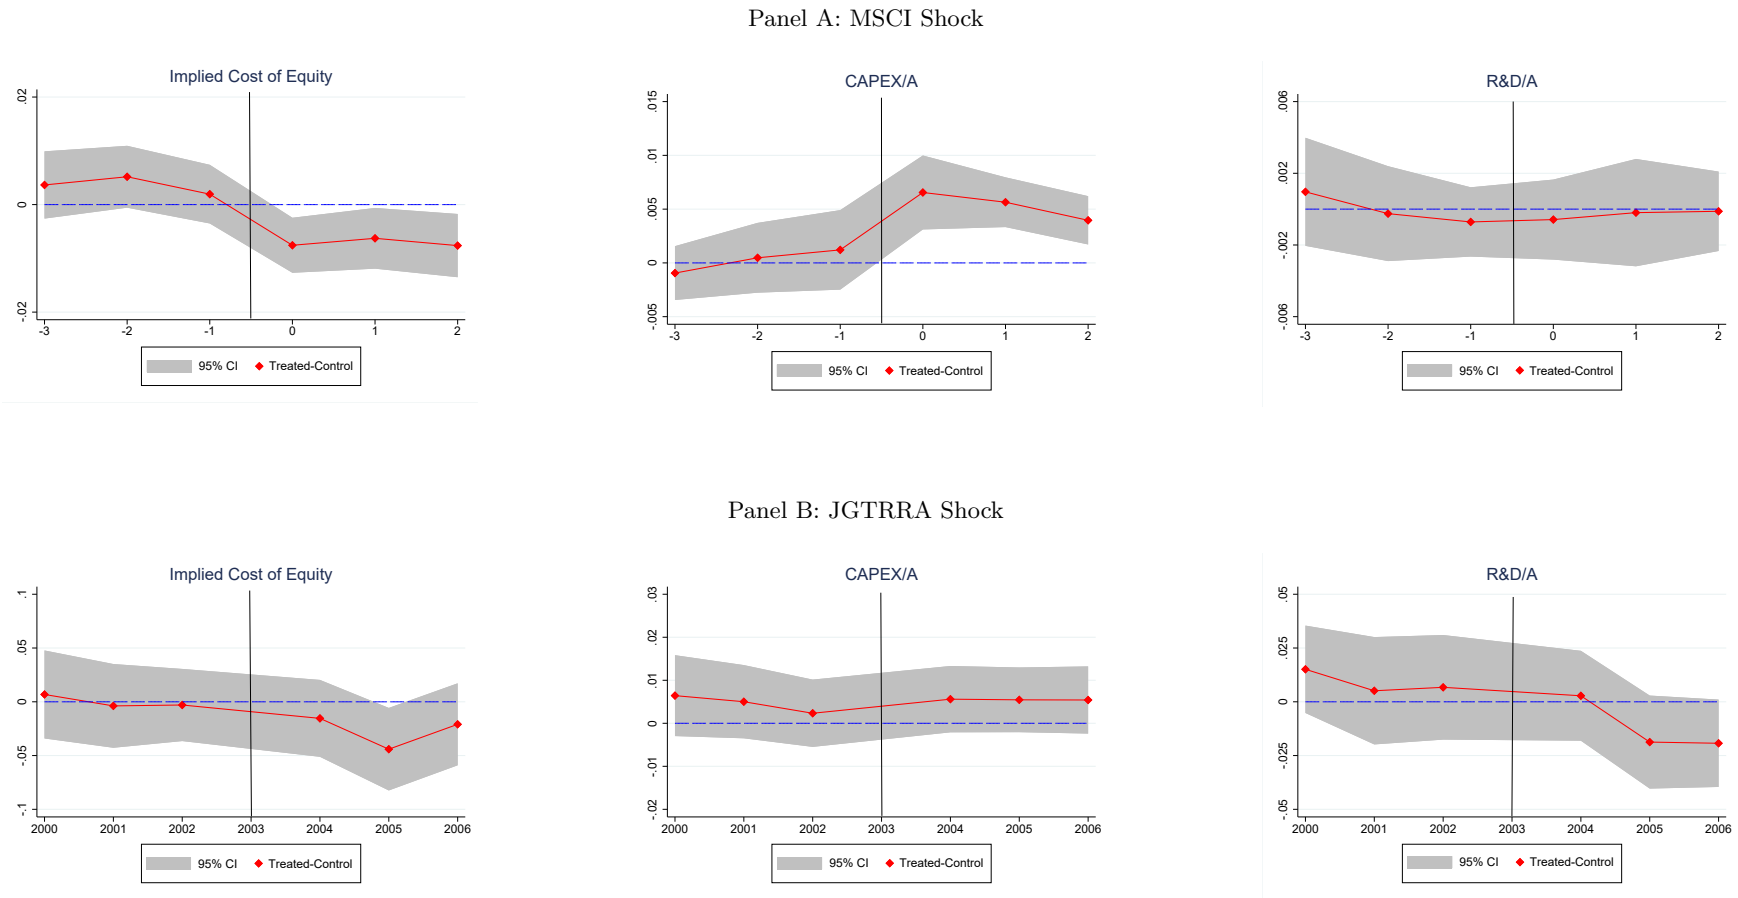 Panel A: MSCI Shock
Implied Cost of Equity
.02
0
-.02
-3 -2 -1 0 1 2
95% CI Treated-Control
CAPEX/A
.015
.01
.005
0
-.005
-3 -2 -1 0 1 2
95% CI Treated-Control
R&D/A
.006
.002
-.002
-.006
-3 -2 -1 0 1 2
95% CI Treated-Control
Panel B: JGTRRA Shock
Implied Cost of Equity
.1
.05
0
-.05
-.1
2000 2001 2002 2003 2004 2005 2006
95% CI Treated-Control
CAPEX/A
.03
.02
.01
0
-.01
-.02
2000 2001 2002 2003 2004 2005 2006
95% CI Treated-Control
R&D/A
.05
.025
0
-.025
-.05
2000 2001 2002 2003 2004 2005 2006
95% CI Treated-Control